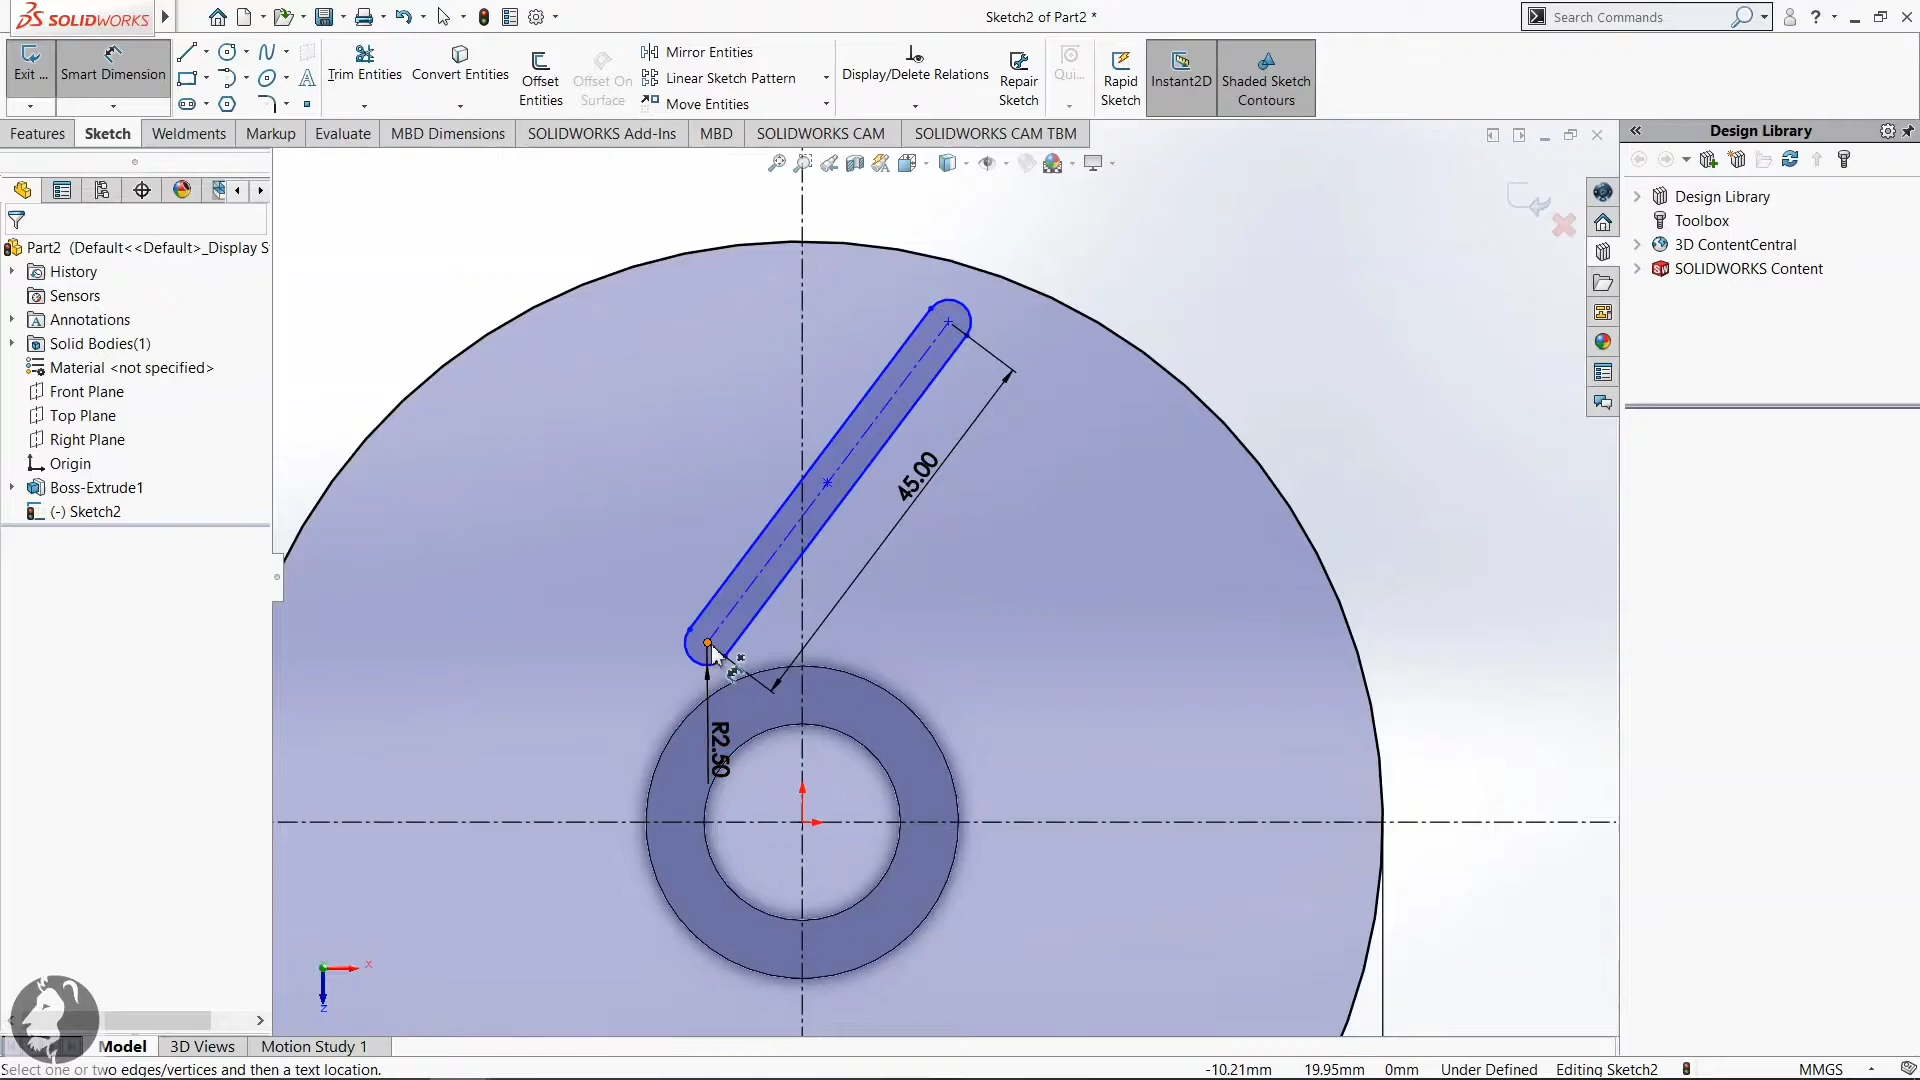 SOLIDWORKS
Sketch2 of Part2 *
Search Commands
?
Exit ...
Smart Dimension
Trim Entities
Convert Entities
Offset
Entities
Offset On
Surface
Mirror Entities
Linear Sketch Pattern
Move Entities
Display/Delete Relations
Repair
Sketch
Qui...
Rapid
Sketch
Instant2D
Shaded Sketch
Contours
Features
Sketch
Weldments
Markup
Evaluate
MBD Dimensions
SOLIDWORKS Add-Ins
MBD
SOLIDWORKS CAM
SOLIDWORKS CAM TBM
Part2 (Default<<Default>_Display S
History
Sensors
Annotations
Solid Bodies(1)
Material <not specified>
Front Plane
Top Plane
Right Plane
Origin
Boss-Extrude1
(-) Sketch2
45.00
R2.50
X
Z
Design Library
Design Library
Toolbox
3D ContentCentral
SOLIDWORKS Content
Model
3D Views
Motion Study 1
Select one or two edges/vertices and then a text location.
-10.21mm
19.95mm
0mm
Under Defined
Editing Sketch2
MMGS